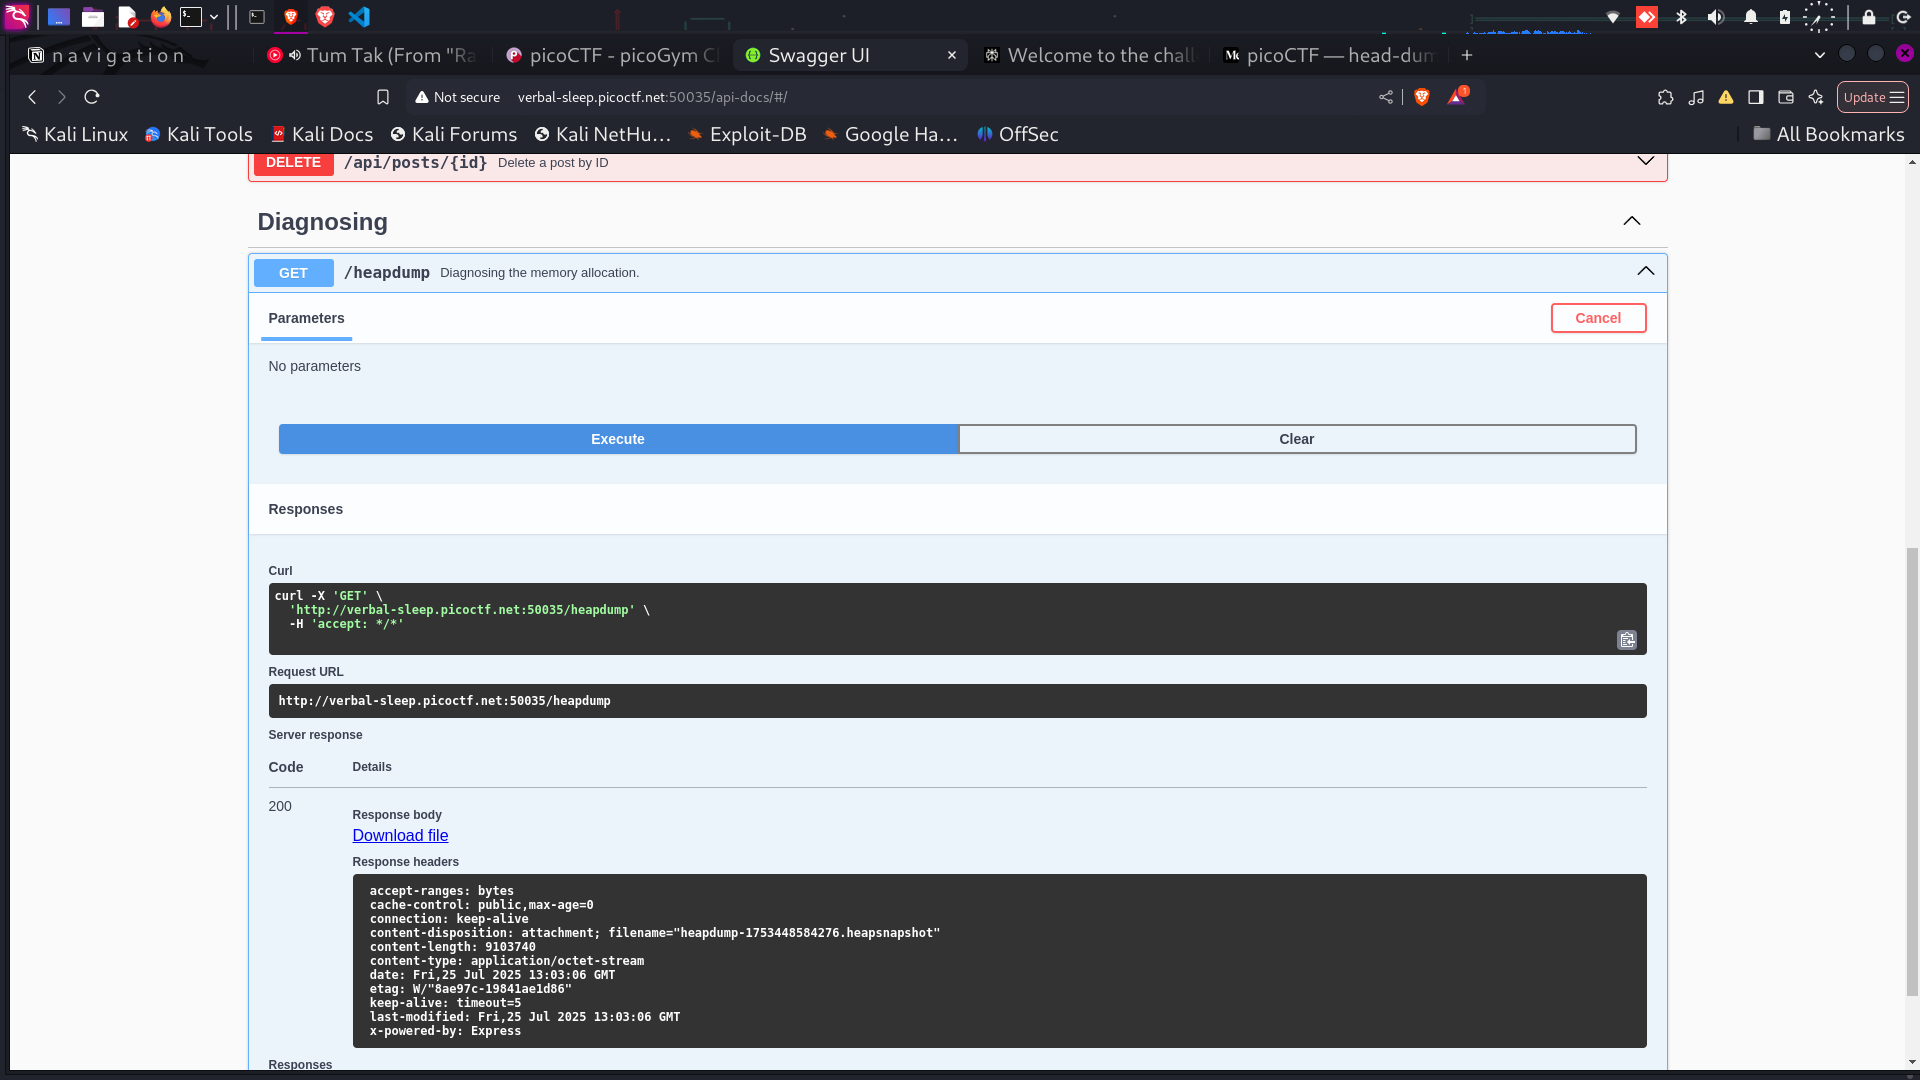 n a v i g a t i o n
Tum Tak (From "Ra
picoCTF - picoGym C
Swagger UI
Welcome to the chall
picoCTF — head-dum
Not secure
verbal-sleep.picoctf.net:50035/api-docs/#/
1
Update
Kali Linux
Kali Tools
Kali Docs
Kali Forums
Kali NetHu...
Exploit-DB
Google Ha...
OffSec
All Bookmarks
DELETE /api/posts/{id} Delete a post by ID
Diagnosing
GET /heapdump Diagnosing the memory allocation.
Parameters
Cancel
No parameters
Execute
Clear
Responses
Curl
curl -X 'GET' \
'http://verbal-sleep.picoctf.net:50035/heapdump' \
-H 'accept: */*'
Request URL
http://verbal-sleep.picoctf.net:50035/heapdump
Server response
Code Details
200
Response body
Download file
Response headers
accept-ranges: bytes
cache-control: public,max-age=0
connection: keep-alive
content-disposition: attachment; filename="heapdump-1753448584276.heapsnapshot"
content-length: 9103740
content-type: application/octet-stream
date: Fri,25 Jul 2025 13:03:06 GMT
etag: W/"8ae97c-19841ae1d86"
keep-alive: timeout=5
last-modified: Fri,25 Jul 2025 13:03:06 GMT
x-powered-by: Express
Responses